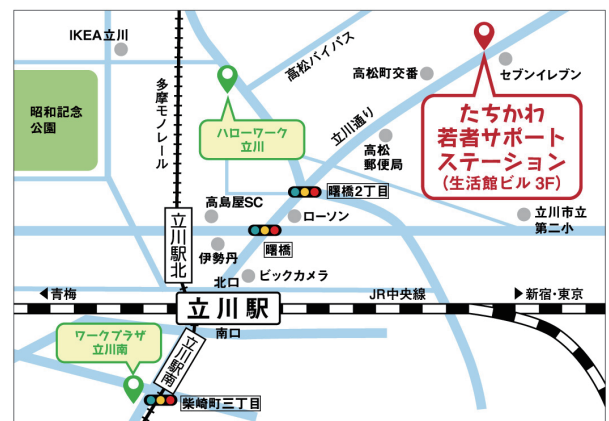 IKEA立川
高松バイパス
高松町交番
セブンイレブン
昭和記念
公園
多摩モノレール
ハローワーク
立川
立川通り
高松
郵便局
たちかわ
若者サポート
ステーション
(生活館ビル 3F)
曙橋2丁目
高島屋SC
ローソン
立川市立
第二小
立川駅北
伊勢丹
曙橋
北口
ビックカメラ
青梅
立川駅
JR中央線
新宿・東京
南口
ワークプラザ
立川南
立川駅南
柴崎町三丁目